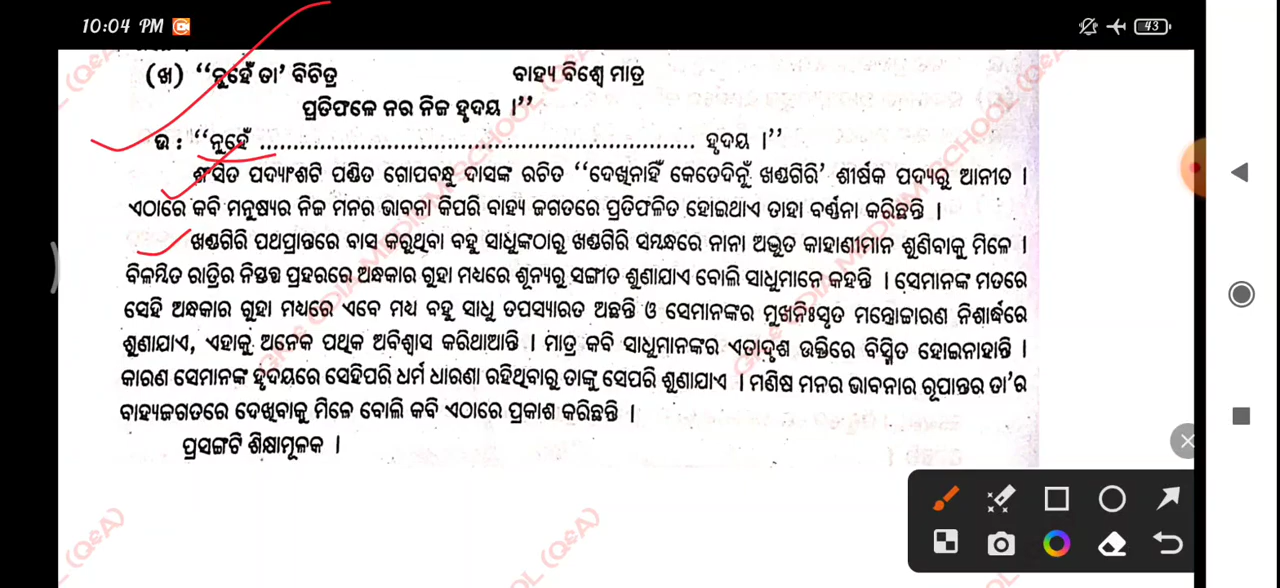 10:04 PM
43
(ଖ) ‘‘ନୁହେଁ ତା’ ବିଚିତ୍ର ବାହ୍ୟ ବିଶ୍ୱେ ମାତ୍ର
ପ୍ରତିଫଳେ ନର ନିଜ ହୃଦୟ ।’’
ଉ : ‘‘ନୁହେଁ ................................................................ ହୃଦୟ ।’’
ଶଂସିତ ପଦ୍ୟାଂଶଟି ପଣ୍ଡିତ ଗୋପବନ୍ଧୁ ଦାସଙ୍କ ରଚିତ ‘‘ଦେଖିନାହିଁ କେତେଦିନୁଁ ଖଣ୍ଡଗିରି’ ଶୀର୍ଷକ ପଦ୍ୟରୁ ଆନୀତ ।
ଏଠାରେ କବି ମନୁଷ୍ୟର ନିଜ ମନର ଭାବନା କିପରି ବାହ୍ୟ ଜଗତରେ ପ୍ରତିଫଳିତ ହୋଇଥାଏ ତାହା ବର୍ଣ୍ଣନା କରିଛନ୍ତି ।
ଖଣ୍ଡଗିରି ପଥପ୍ରାନ୍ତରେ ବାସ କରୁଥିବା ବହୁ ସାଧୁଙ୍କଠାରୁ ଖଣ୍ଡଗିରି ସମ୍ବନ୍ଧରେ ନାନା ଅଦ୍ଭୁତ କାହାଣୀମାନ ଶୁଣିବାକୁ ମିଳେ ।
ବିଳମ୍ବିତ ରାତ୍ରିର ନିସ୍ତବ୍ଧ ପ୍ରହରରେ ଅନ୍ଧକାର ଗୁହା ମଧ୍ୟରେ ଶୂନ୍ୟରୁ ସଙ୍ଗୀତ ଶୁଣାଯାଏ ବୋଲି ସାଧୁମାନେ କହନ୍ତି । ସେମାନଙ୍କ ମତରେ
ସେହି ଅନ୍ଧକାର ଗୁହା ମଧ୍ୟରେ ଏବେ ମଧ୍ୟ ବହୁ ସାଧୁ ତପସ୍ୟାରତ ଅଛନ୍ତି ଓ ସେମାନଙ୍କର ମୁଖନିଃସୃତ ମନ୍ତ୍ରୋଚ୍ଚାରଣ ନିଶାର୍ଦ୍ଧରେ
ଶୁଣାଯାଏ, ଏହାକୁ ଅନେକ ପଥିକ ଅବିଶ୍ୱାସ କରିଥାଆନ୍ତି । ମାତ୍ର କବି ସାଧୁମାନଙ୍କର ଏତାଦୃଶ ଉକ୍ତିରେ ବିସ୍ମିତ ହୋଇନାହାନ୍ତି ।
କାରଣ ସେମାନଙ୍କ ହୃଦୟରେ ସେହିପରି ଧର୍ମ ଧାରଣା ରହିଥିବାରୁ ତାଙ୍କୁ ସେପରି ଶୁଣାଯାଏ । ମଣିଷ ମନର ଭାବନାର ରୂପାନ୍ତର ତା’ର
ବାହ୍ୟଜଗତରେ ଦେଖିବାକୁ ମିଳେ ବୋଲି କବି ଏଠାରେ ପ୍ରକାଶ କରିଛନ୍ତି ।
ପ୍ରସଙ୍ଗଟି ଶିକ୍ଷାମୂଳକ ।